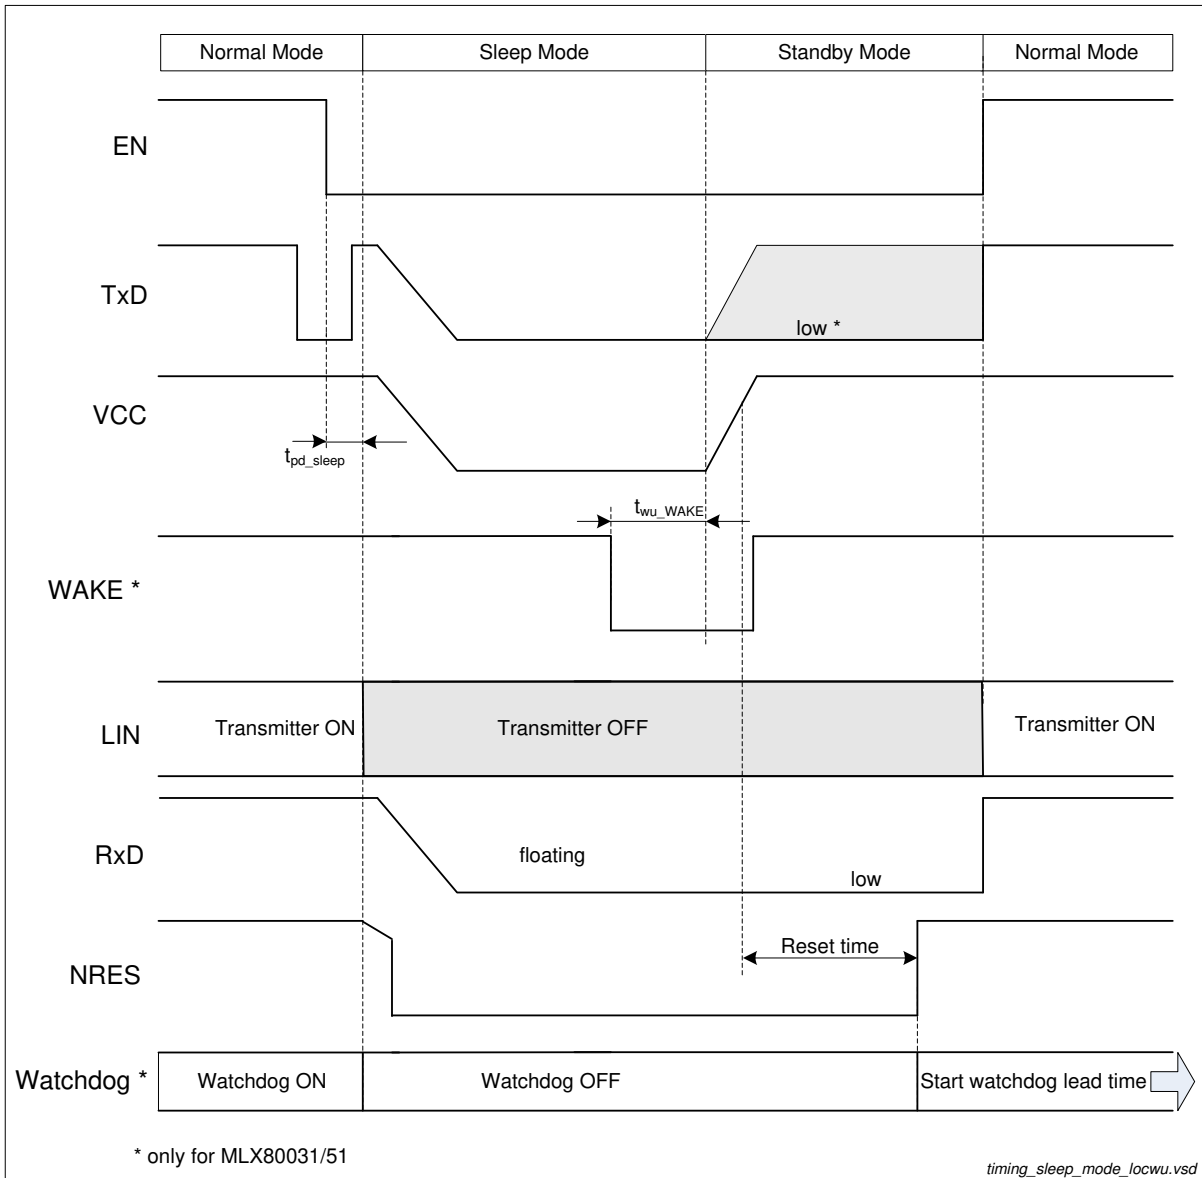 Normal Mode
Sleep Mode
Standby Mode
Normal Mode
EN
TxD
low *
VCC
tpd_sleep
twu_WAKE
WAKE *
LIN
Transmitter ON
Transmitter OFF
Transmitter ON
RxD
floating
low
NRES
Reset time
Watchdog *
Watchdog ON
Watchdog OFF
Start watchdog lead time
* only for MLX80031/51
timing_sleep_mode_locwu.vsd